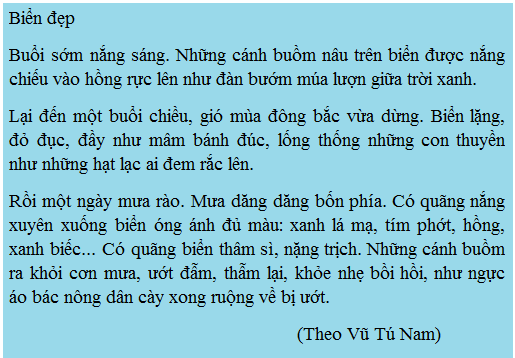 Biển đẹp
Buổi sớm nắng sáng. Những cánh buồm nâu trên biển được nắng
chiếu vào hồng rực lên như đàn bướm múa lượn giữa trời xanh.
Lại đến một buổi chiều, gió mùa đông bắc vừa dừng. Biển lặng,
đỏ đục, đầy như mâm bánh đúc, lống thống những con thuyền
như những hạt lạc ai đem rắc lên.
Rồi một ngày mưa rào. Mưa dăng dăng bốn phía. Có quãng nắng
xuyên xuống biển óng ánh đủ màu: xanh lá mạ, tím phớt, hồng,
xanh biếc... Có quãng biển thâm sì, nặng trịch. Những cánh buồm
ra khỏi cơn mưa, ướt đẫm, thẫm lại, khỏe nhẹ bồi hồi, như ngực
áo bác nông dân cày xong ruộng về bị ướt.
(Theo Vũ Tú Nam)